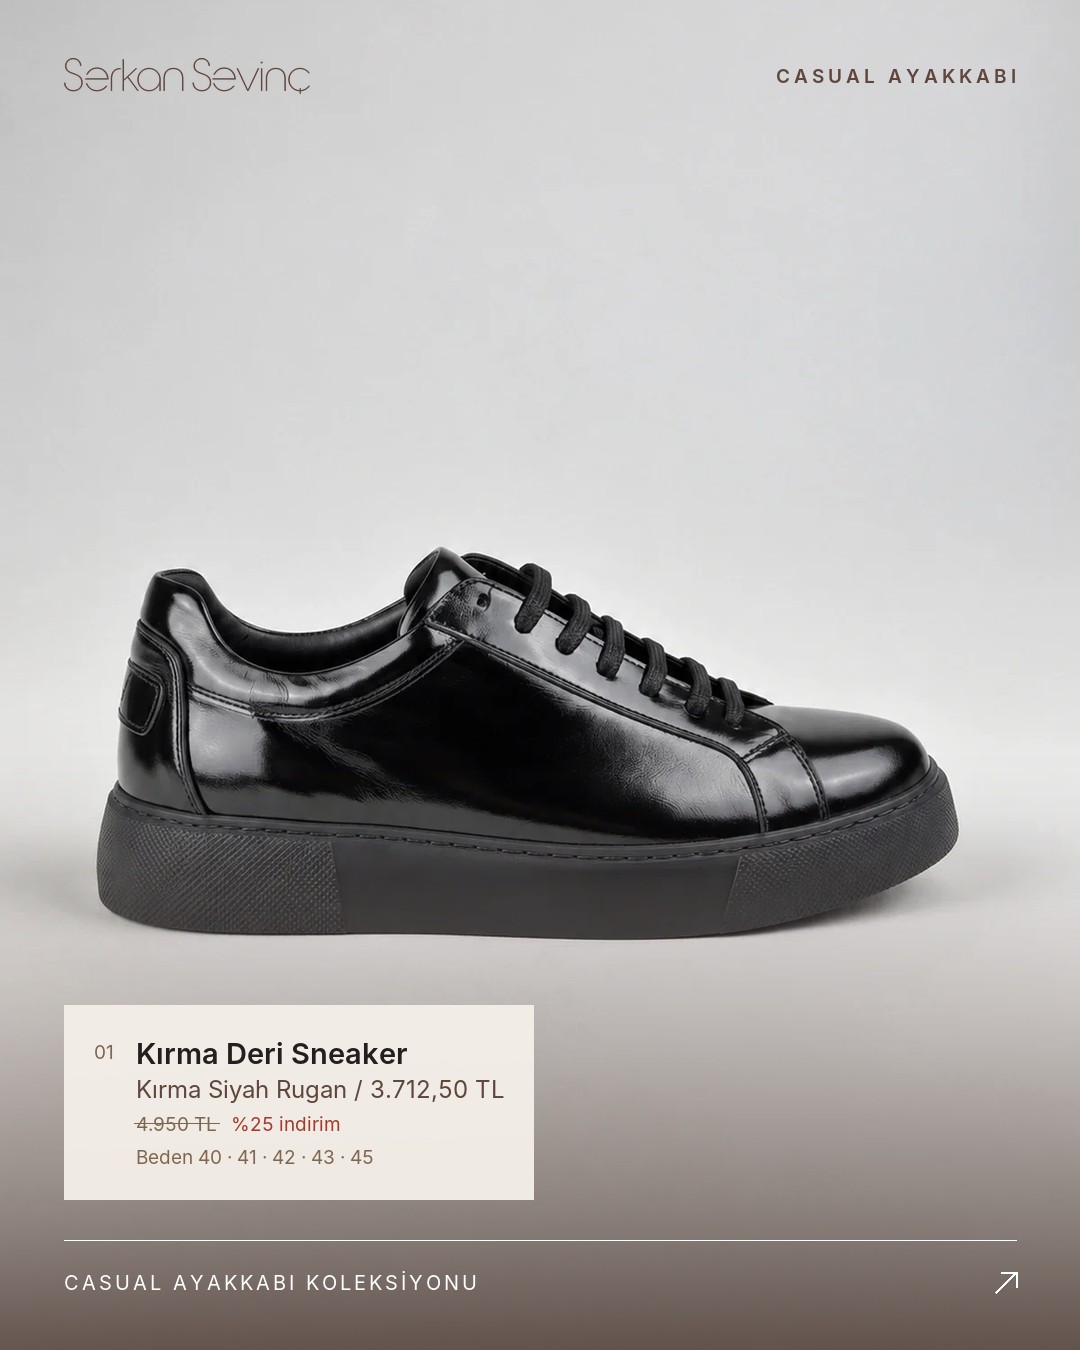 Serkan Sevinç
CASUAL AYAKKABI
01 Kırma Deri Sneaker
Kırma Siyah Rugan / 3.712,50 TL
4.950 TL %25 indirim
Beden 40 · 41 · 42 · 43 · 45
CASUAL AYAKKABI KOLEKSİYONU